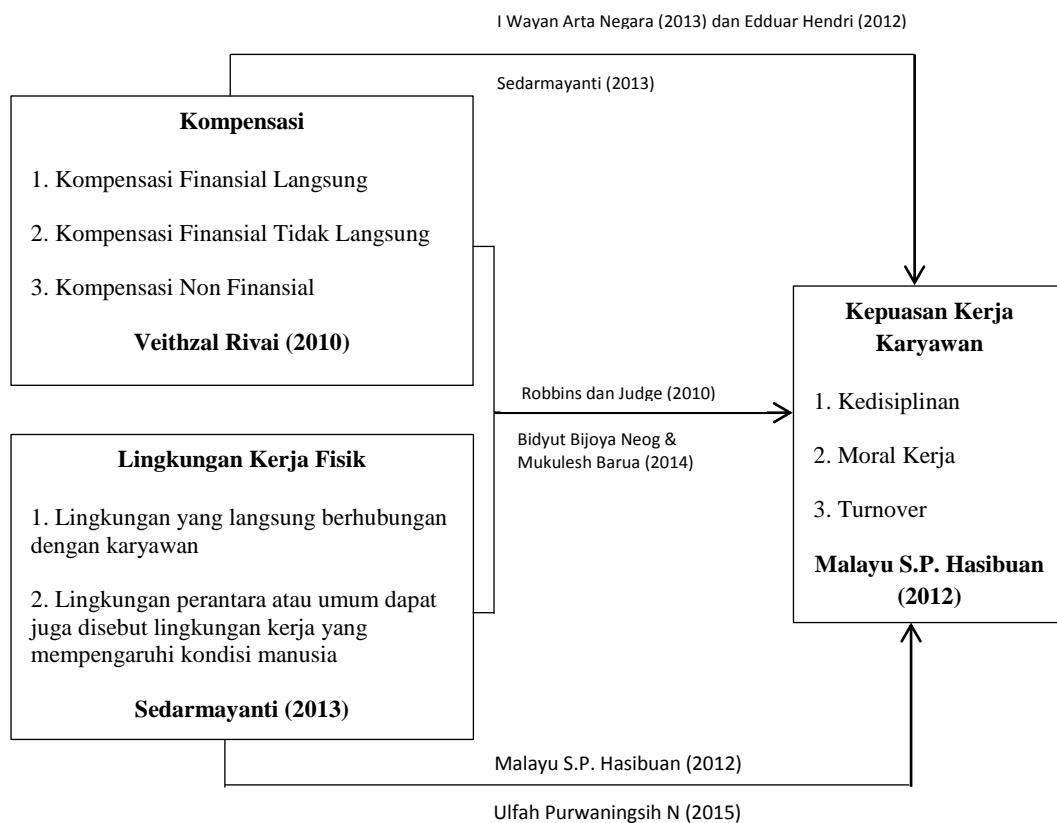 I Wayan Arta Negara (2013) dan Edduar Hendri (2012)
Sedarmayanti (2013)
Kompensasi
1. Kompensasi Finansial Langsung
2. Kompensasi Finansial Tidak Langsung
3. Kompensasi Non Finansial
Veithzal Rivai (2010)
Robbins dan Judge (2010)
Bidyut Bijoya Neog &
Mukulesh Barua (2014)
Lingkungan Kerja Fisik
1. Lingkungan yang langsung berhubungan
dengan karyawan
2. Lingkungan perantara atau umum dapat
juga disebut lingkungan kerja yang
mempengaruhi kondisi manusia
Sedarmayanti (2013)
Kepuasan Kerja
Karyawan
1. Kedisiplinan
2. Moral Kerja
3. Turnover
Malayu S.P. Hasibuan
(2012)
Malayu S.P. Hasibuan (2012)
Ulfah Purwaningsih N (2015)